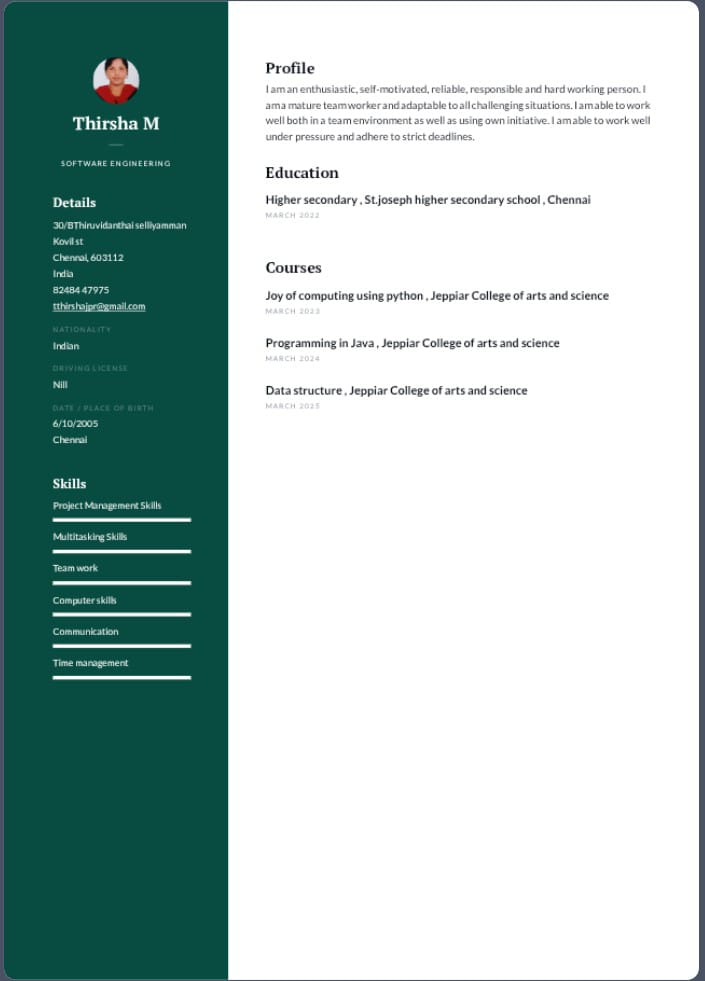 Thirsha M
SOFTWARE ENGINEERING
Details
30/BThiruvidanthai selliyamman
Kovil st
Chennai, 603112
India
82484 47975
tthirshajpr@gmail.com
NATIONALITY
Indian
DRIVING LICENSE
Nill
DATE / PLACE OF BIRTH
6/10/2005
Chennai
Skills
Project Management Skills
Multitasking Skills
Team work
Computer skills
Communication
Time management
Profile
I am an enthusiastic, self-motivated, reliable, responsible and hard working person. I
am a mature team worker and adaptable to all challenging situations. I am able to work
well both in a team environment as well as using own initiative. I am able to work well
under pressure and adhere to strict deadlines.
Education
Higher secondary , St.joseph higher secondary school , Chennai
MARCH 2022
Courses
Joy of computing using python , Jeppiar College of arts and science
MARCH 2023
Programming in Java , Jeppiar College of arts and science
MARCH 2024
Data structure , Jeppiar College of arts and science
MARCH 2025